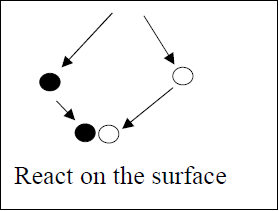 React on the surface